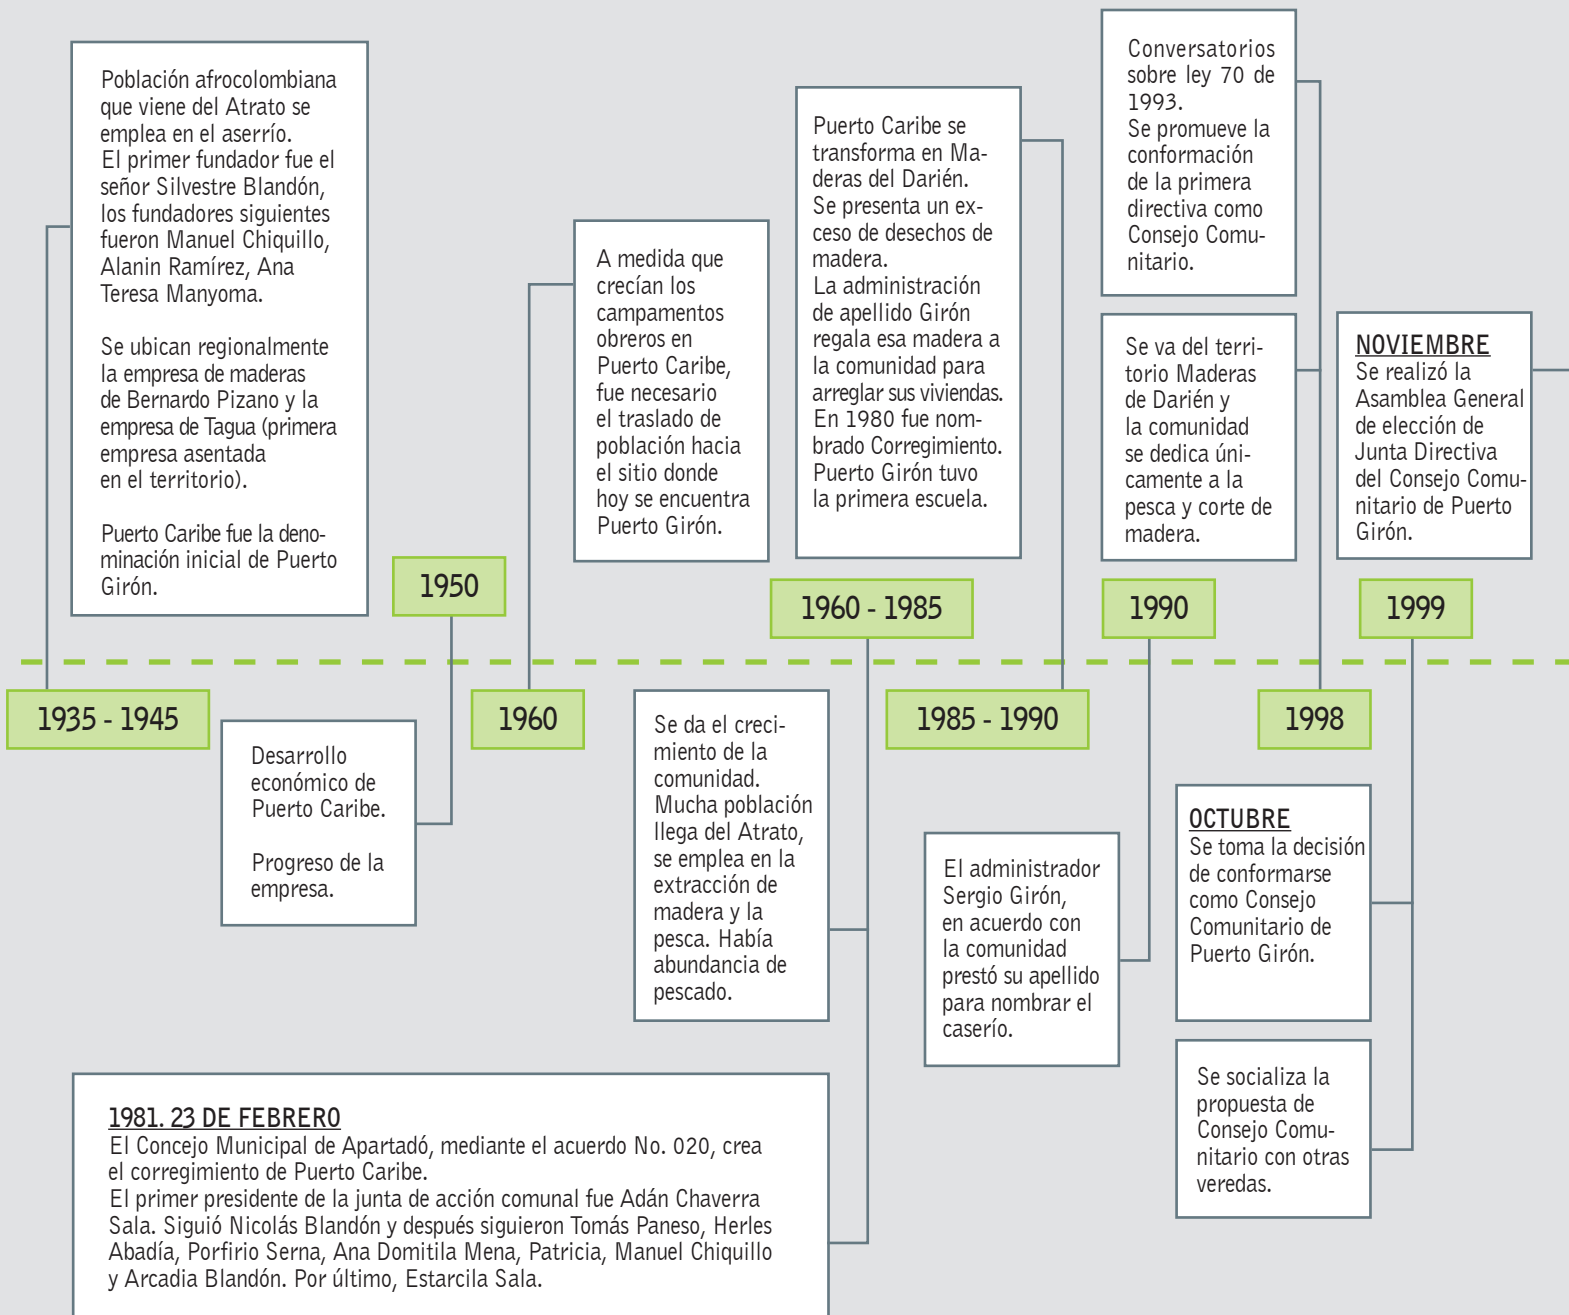 Población afrocolombiana
que viene del Atrato se
emplea en el aserrío.
El primer fundador fue el
señor Silvestre Blandón,
los fundadores siguientes
fueron Manuel Chiquillo,
Alanin Ramírez, Ana
Teresa Manyoma.
Se ubican regionalmente
la empresa de maderas
de Bernardo Pizano y la
empresa de Tagua (primera
empresa asentada
en el territorio).
Puerto Caribe fue la deno-
minación inicial de Puerto
Girón.
1935 - 1945
1950
Desarrollo
económico de
Puerto Caribe.
Progreso de la
empresa.
A medida que
crecían los
campamentos
obreros en
Puerto Caribe,
fue necesario
el traslado de
población hacia
el sitio donde
hoy se encuentra
Puerto Girón.
1960
1960 - 1985
Se da el creci-
miento de la
comunidad.
Mucha población
llega del Atrato,
se emplea en la
extracción de
madera y la
pesca. Había
abundancia de
pescado.
1981. 23 DE FEBRERO
El Concejo Municipal de Apartadó, mediante el acuerdo No. 020, crea
el corregimiento de Puerto Caribe.
El primer presidente de la junta de acción comunal fue Adán Chaverra
Sala. Siguió Nicolás Blandón y después siguieron Tomás Paneso, Herles
Abadía, Porfirio Serna, Ana Domitila Mena, Patricia, Manuel Chiquillo
y Arcadia Blandón. Por último, Estarcila Sala.
Puerto Caribe se
transforma en Ma-
deras del Darién.
Se presenta un ex-
ceso de desechos de
madera.
La administración
de apellido Girón
regala esa madera a
la comunidad para
arreglar sus viviendas.
En 1980 fue nom-
brado Corregimiento.
Puerto Girón tuvo
la primera escuela.
1985 - 1990
1990
El administrador
Sergio Girón,
en acuerdo con
la comunidad
prestó su apellido
para nombrar el
caserío.
Conversatorios
sobre ley 70 de
1993.
Se promueve la
conformación
de la primera
directiva como
Consejo Comu-
nitario.
Se va del terri-
torio Maderas
de Darién y
la comunidad
se dedica úni-
camente a la
pesca y corte de
madera.
1998
NOVIEMBRE
Se realizó la
Asamblea General
de elección de
Junta Directiva
del Consejo Comu-
nitario de Puerto
Girón.
1999
OCTUBRE
Se toma la decisión
de conformarse
como Consejo
Comunitario de
Puerto Girón.
Se socializa la
propuesta de
Consejo Comu-
nitario con otras
veredas.